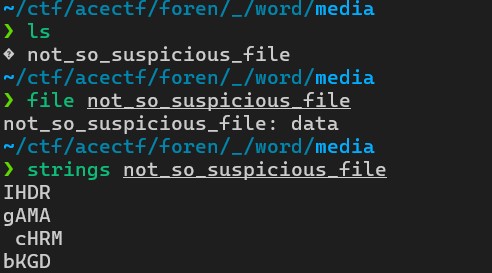 ~/ctf/acectf/foren/_/word/media
❯ ls
� not_so_suspicious_file
~/ctf/acectf/foren/_/word/media
❯ file not_so_suspicious_file
not_so_suspicious_file: data
~/ctf/acectf/foren/_/word/media
❯ strings not_so_suspicious_file
IHDR
gAMA
 cHRM
bKGD